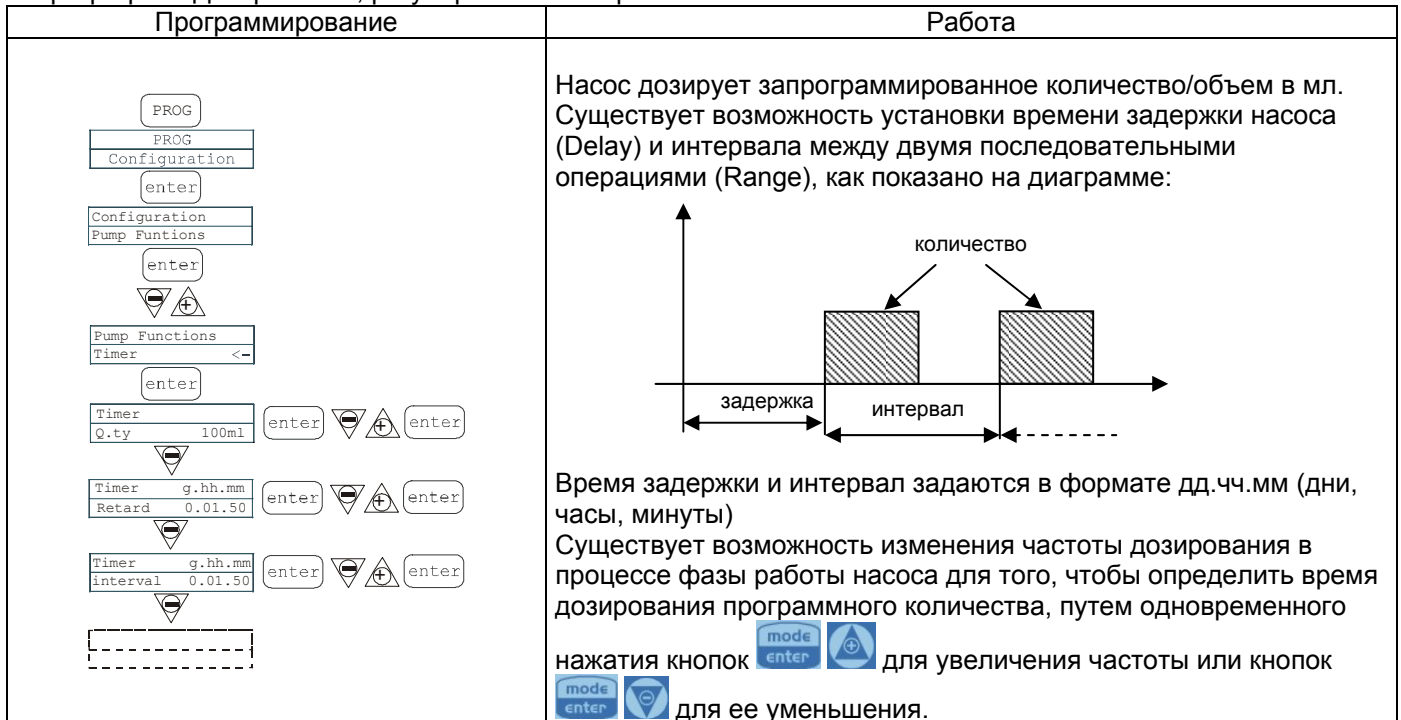 Программирование
Работа
PROG
PROG
Configuration
enter
Configuration
Pump Funtions
enter
Pump Functions
Timer <-
enter
Timer
Q.ty 100ml
enter enter
Timer g.hh.mm
Retard 0.01.50
enter enter
Timer g.hh.mm
interval 0.01.50
enter enter
Насос дозирует запрограммированное количество/объем в мл.
Существует возможность установки времени задержки насоса
(Delay) и интервала между двумя последовательными
операциями (Range), как показано на диаграмме:
количество
задержка
интервал
Время задержки и интервал задаются в формате дд.чч.мм (дни,
часы, минуты)
Существует возможность изменения частоты дозирования в
процессе фазы работы насоса для того, чтобы определить время
дозирования программного количества, путем одновременного
нажатия кнопок mode enter для увеличения частоты или кнопок
mode enter для ее уменьшения.